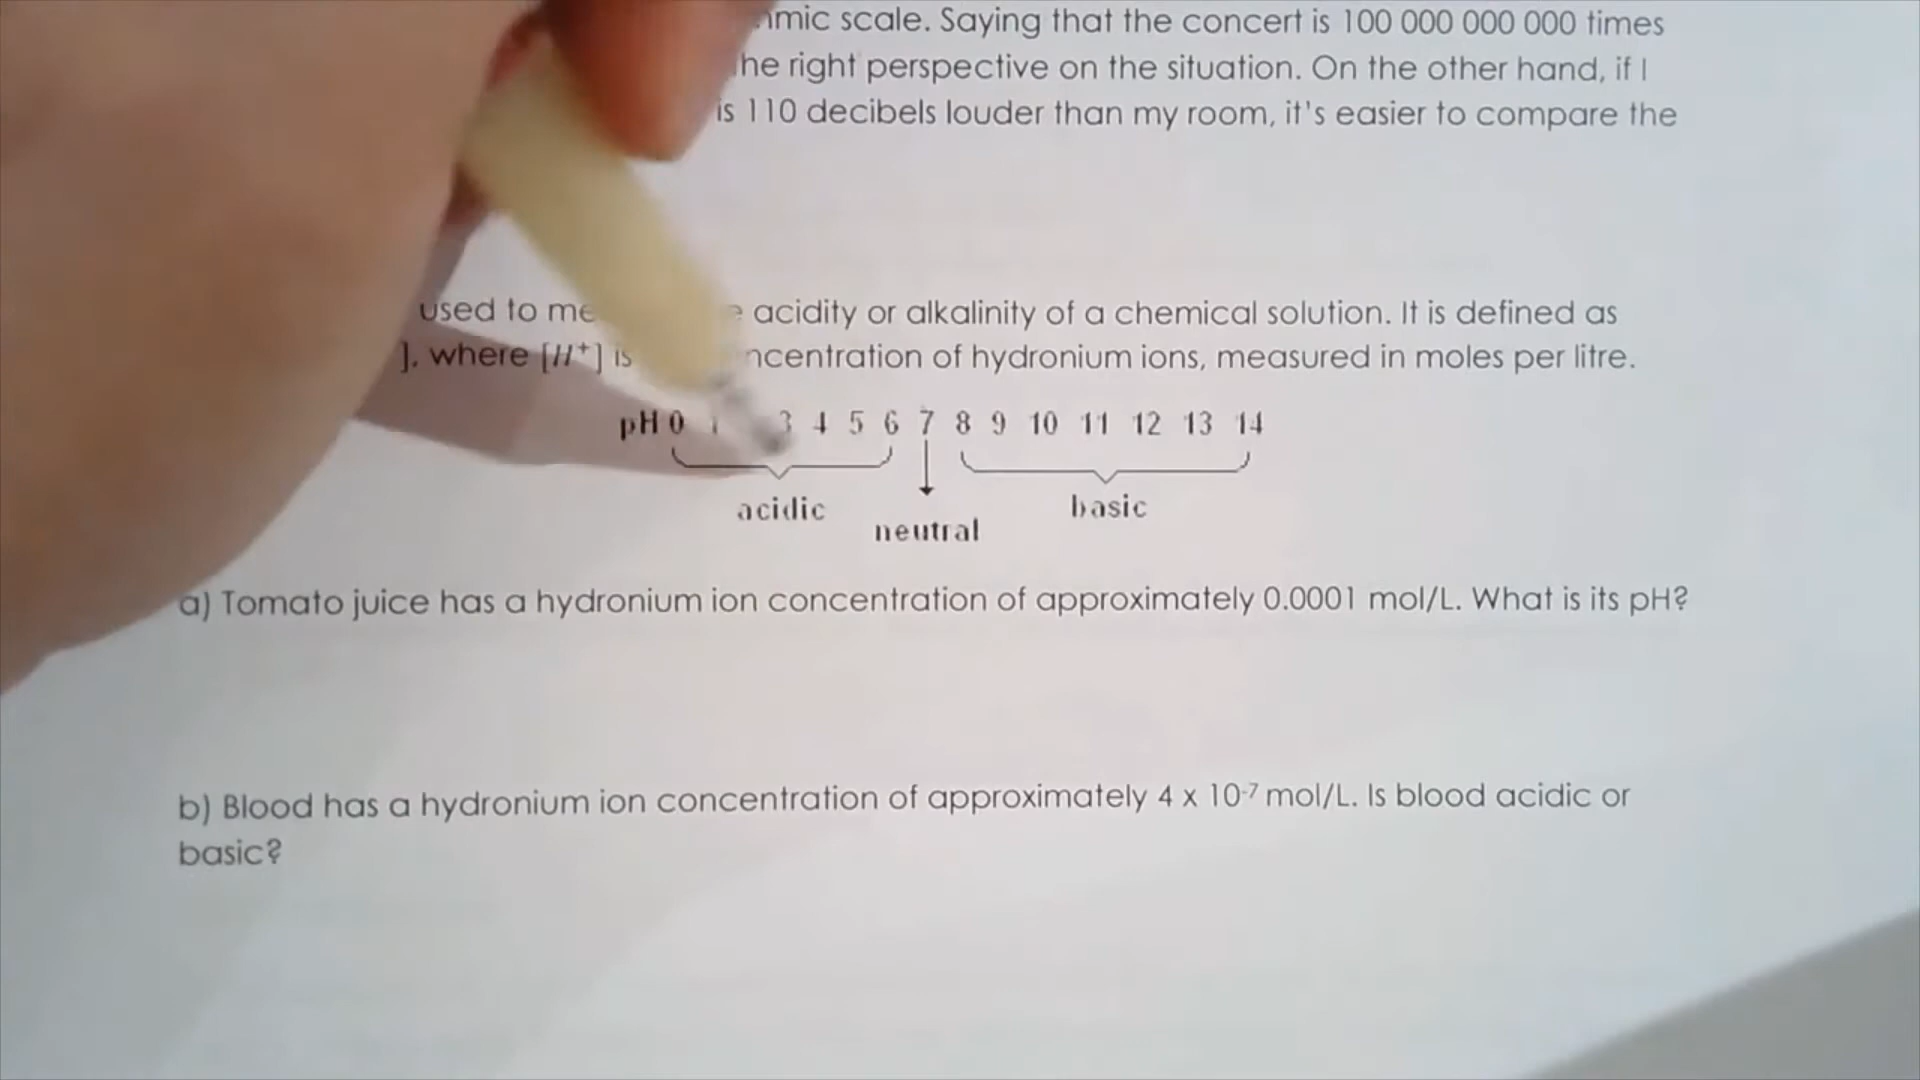 scale. Saying that the concert is 100 000 000 000 times
right perspective on the situation. On the other hand, if I
is 110 decibels louder than my room, it's easier to compare the
used to acidity or alkalinity of a chemical solution. It is defined as
], where [H⁺] is of hydronium ions, measured in moles per litre.
pH 0 1 3 4 5 6 7 8 9 10 11 12 13 14
acidic neutral basic
a) Tomato juice has a hydronium ion concentration of approximately 0.0001 mol/L. What is its pH?
b) Blood has a hydronium ion concentration of approximately 4 x 10⁻⁷ mol/L. Is blood acidic or
basic?